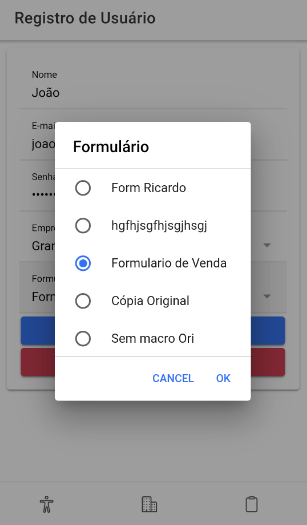 Registro de Usuário
Nome
João
E-ma
joao
Senha
Empre
Gran
Formulário
Form Ricardo
hgfhjsgfhjsgjhsgj
Formulario de Venda
Cópia Original
Sem macro Ori
CANCEL OK
Formu
Form